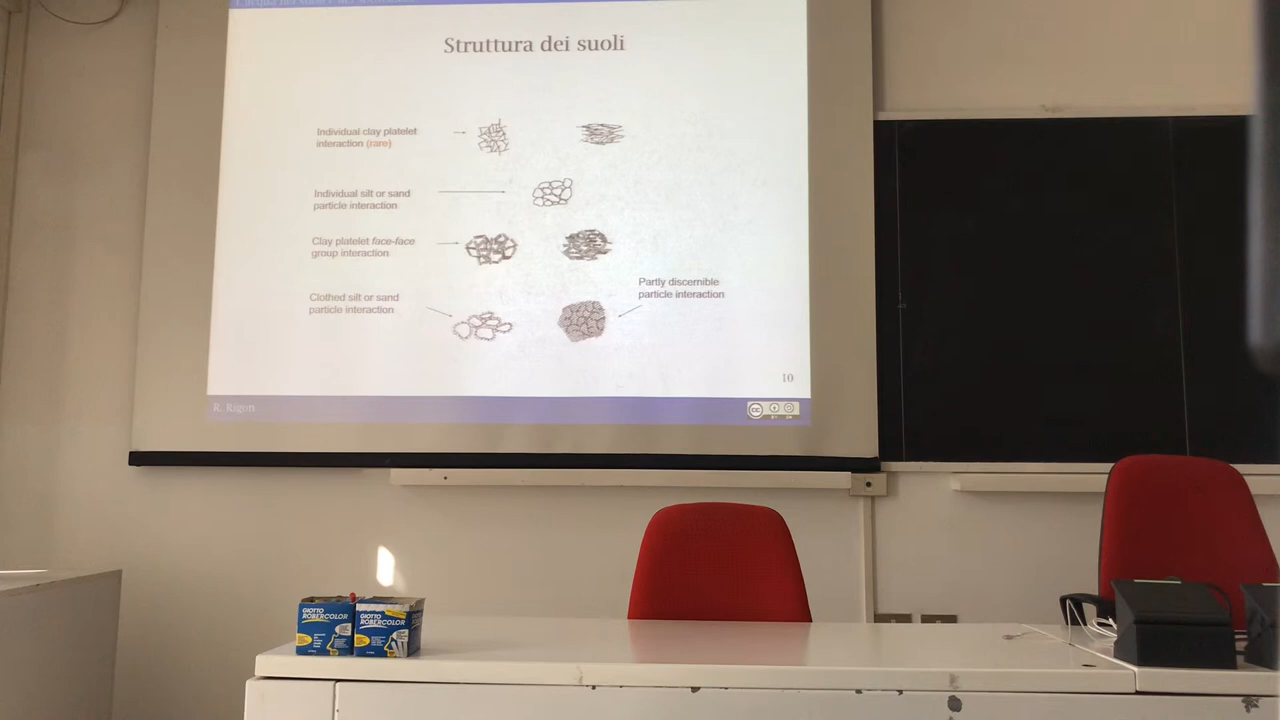 Struttura dei suoli
Individual clay platelet
interaction (rare)
Individual silt or sand
particle interaction
Clay platelet face-face
group interaction
Clothed silt or sand
particle interaction
Partly discernible
particle interaction
10
R. Rigon
cc
GIOTTO
ROBERCOLOR
GIOTTO
ROBERCOLOR